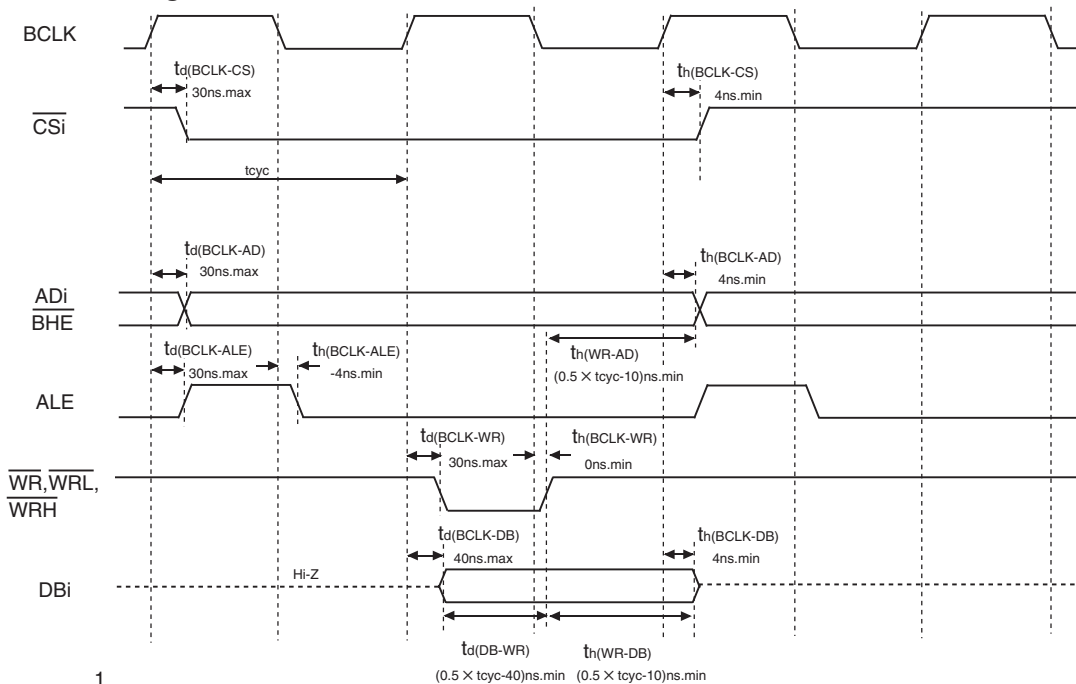 BCLK
td(BCLK-CS)
30ns.max
th(BCLK-CS)
4ns.min
CSi
tcyc
td(BCLK-AD)
30ns.max
th(BCLK-AD)
4ns.min
ADi
BHE
td(BCLK-ALE)
30ns.max
th(BCLK-ALE)
-4ns.min
th(WR-AD)
(0.5 × tcyc-10)ns.min
ALE
td(BCLK-WR)
30ns.max
th(BCLK-WR)
0ns.min
WR,WRL,
WRH
td(BCLK-DB)
40ns.max
th(BCLK-DB)
4ns.min
Hi-Z
DBi
td(DB-WR)
(0.5 × tcyc-40)ns.min
th(WR-DB)
(0.5 × tcyc-10)ns.min
1